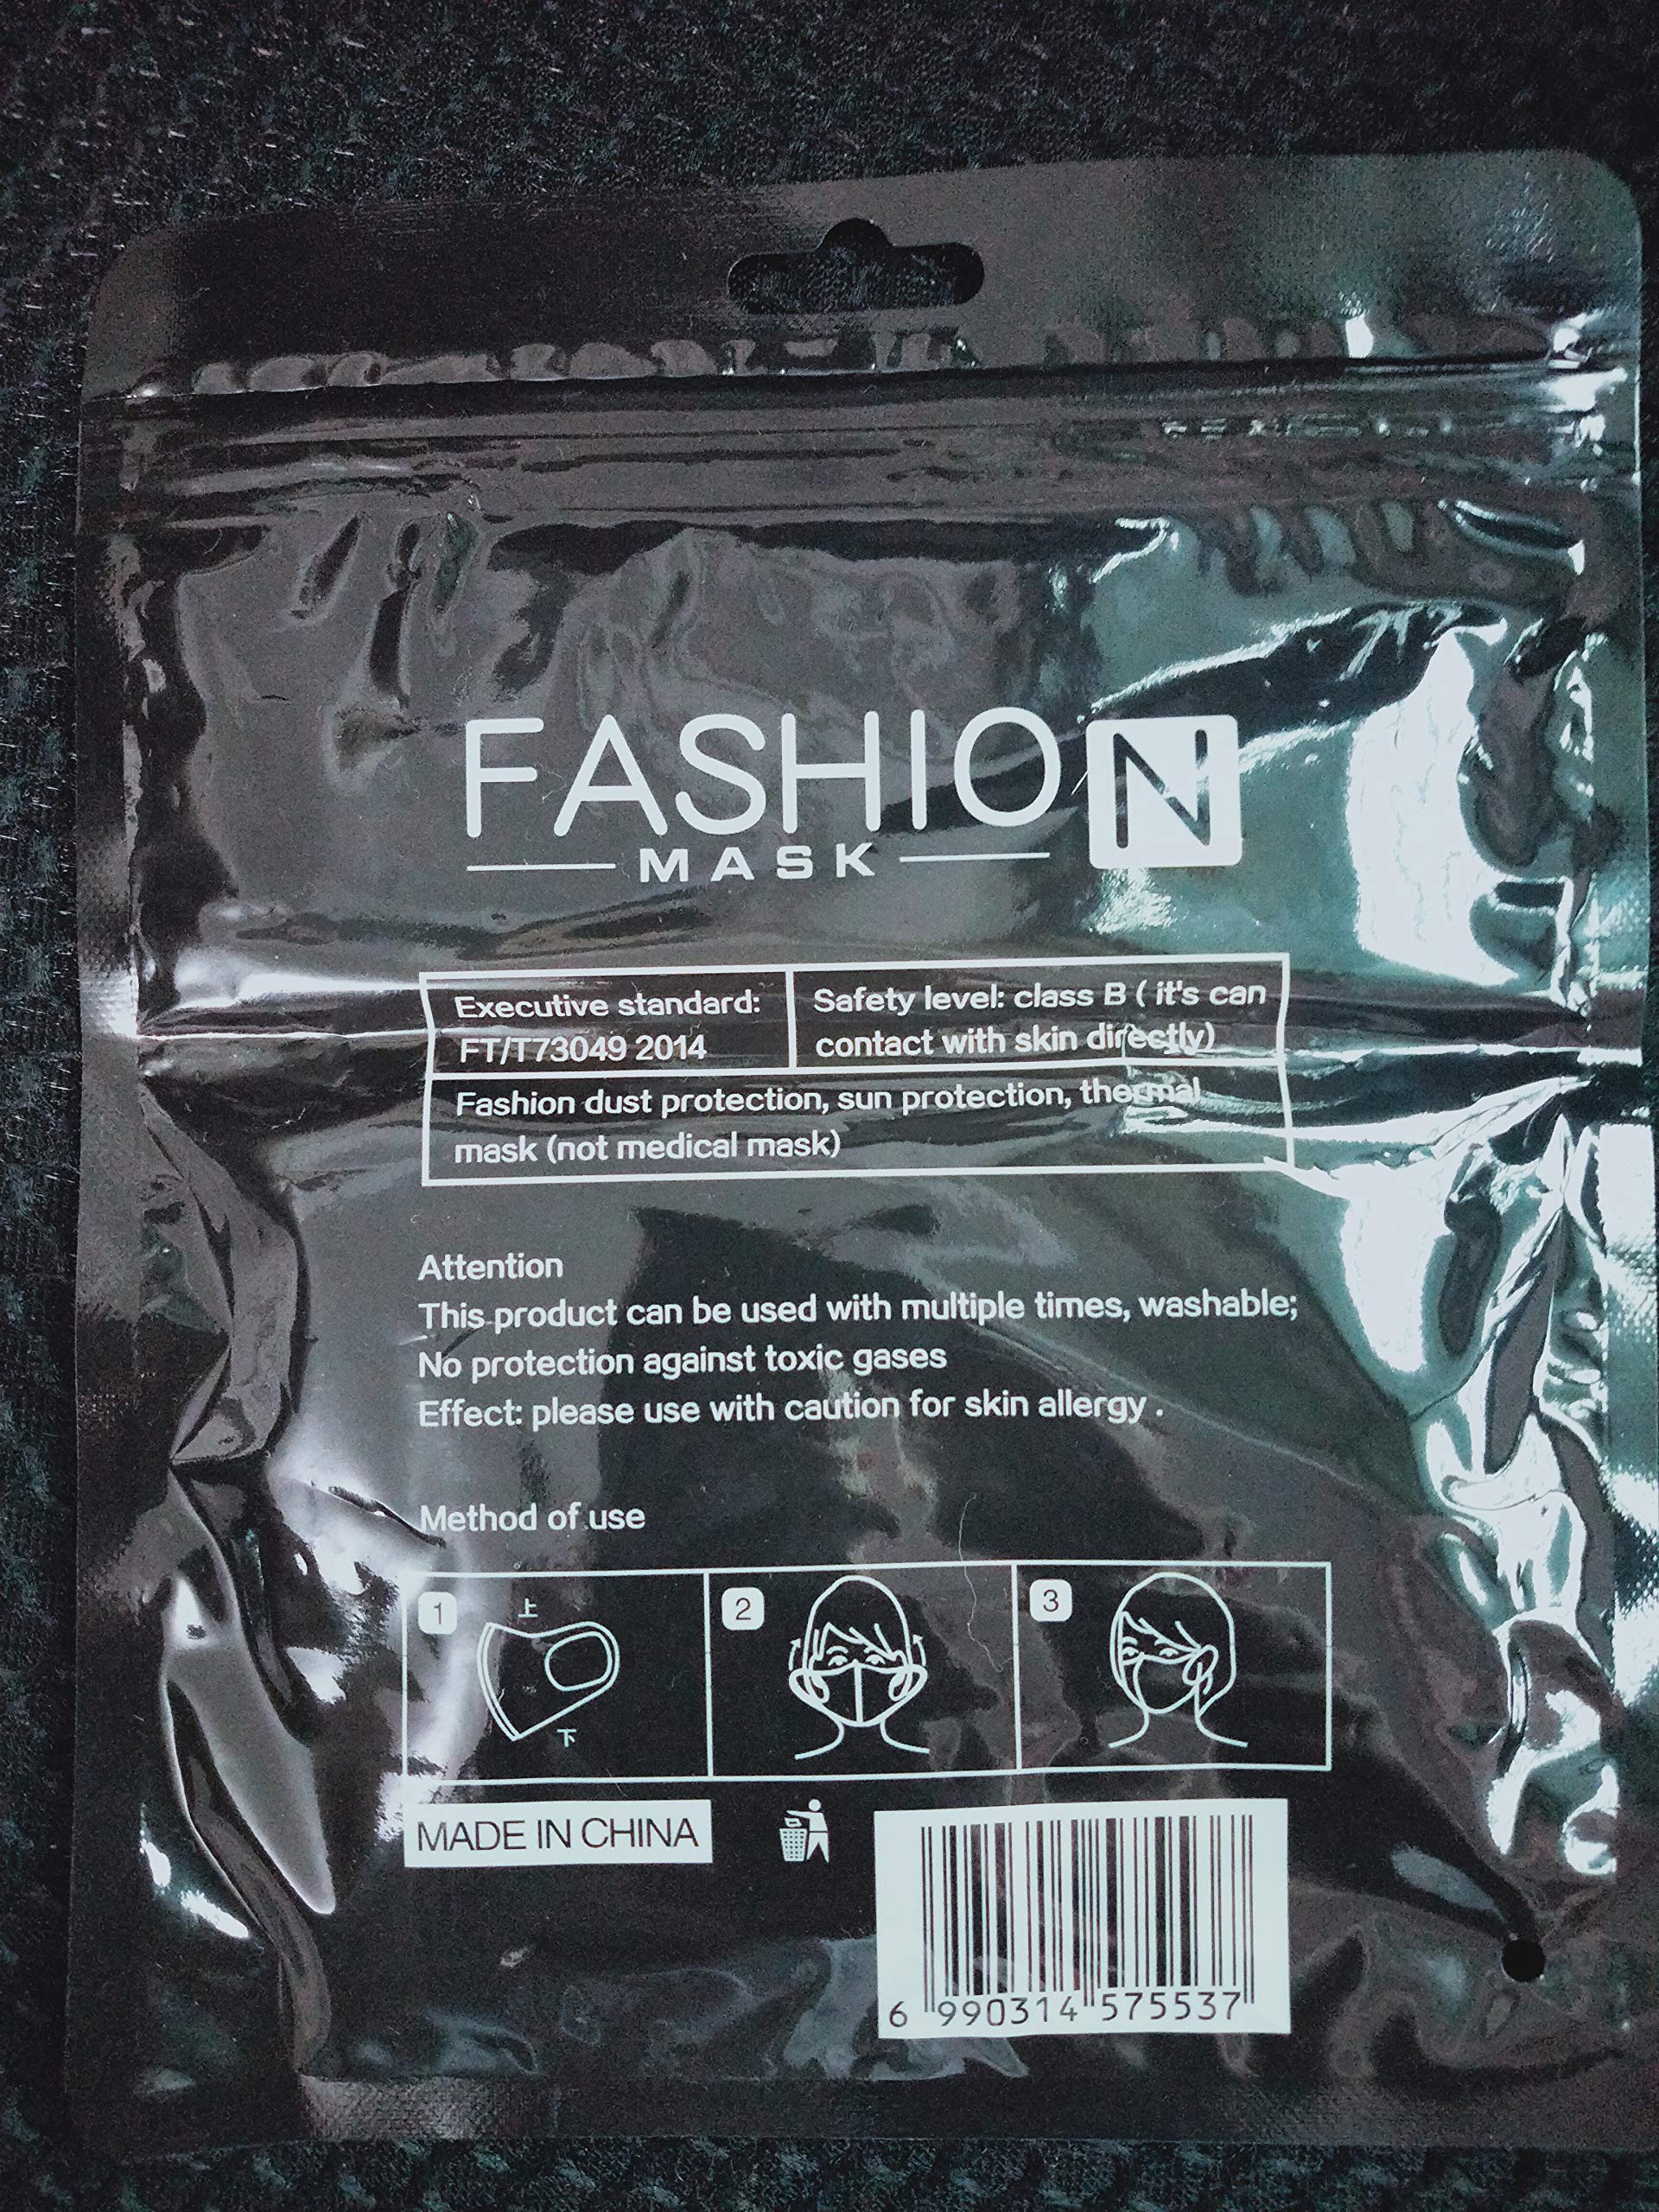 FASHION
MASK
Executive standard:
FT/T73049 2014
Safety level: class B ( it's can
contact with skin directly)
Fashion dust protection, sun protection, thermal
mask (not medical mask)
Attention
This product can be used with multiple times, washable;
No protection against toxic gases
Effect: please use with caution for skin allergy .
Method of use
1
上
下
2
3
MADE IN CHINA
6 990314 575537